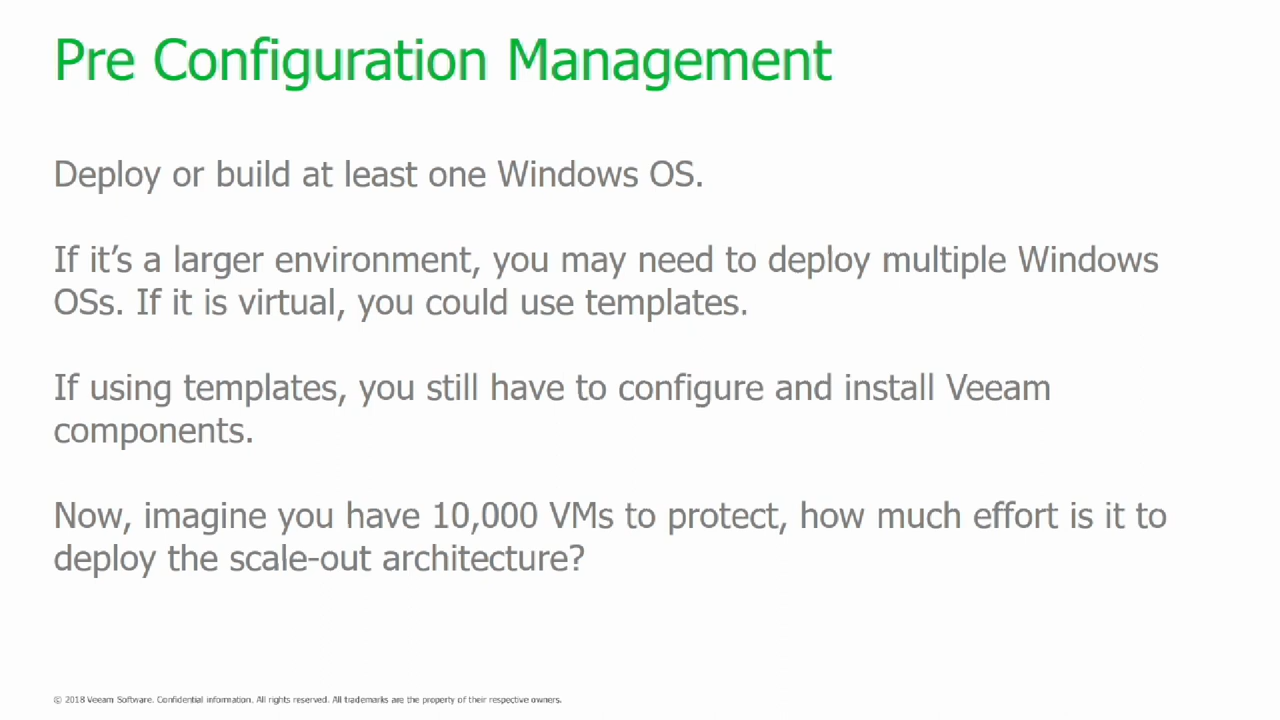 Pre Configuration Management
Deploy or build at least one Windows OS.
If it’s a larger environment, you may need to deploy multiple Windows
OSs. If it is virtual, you could use templates.
If using templates, you still have to configure and install Veeam
components.
Now, imagine you have 10,000 VMs to protect, how much effort is it to
deploy the scale-out architecture?
© 2018 Veeam Software. Confidential information. All rights reserved. All trademarks are the property of their respective owners.